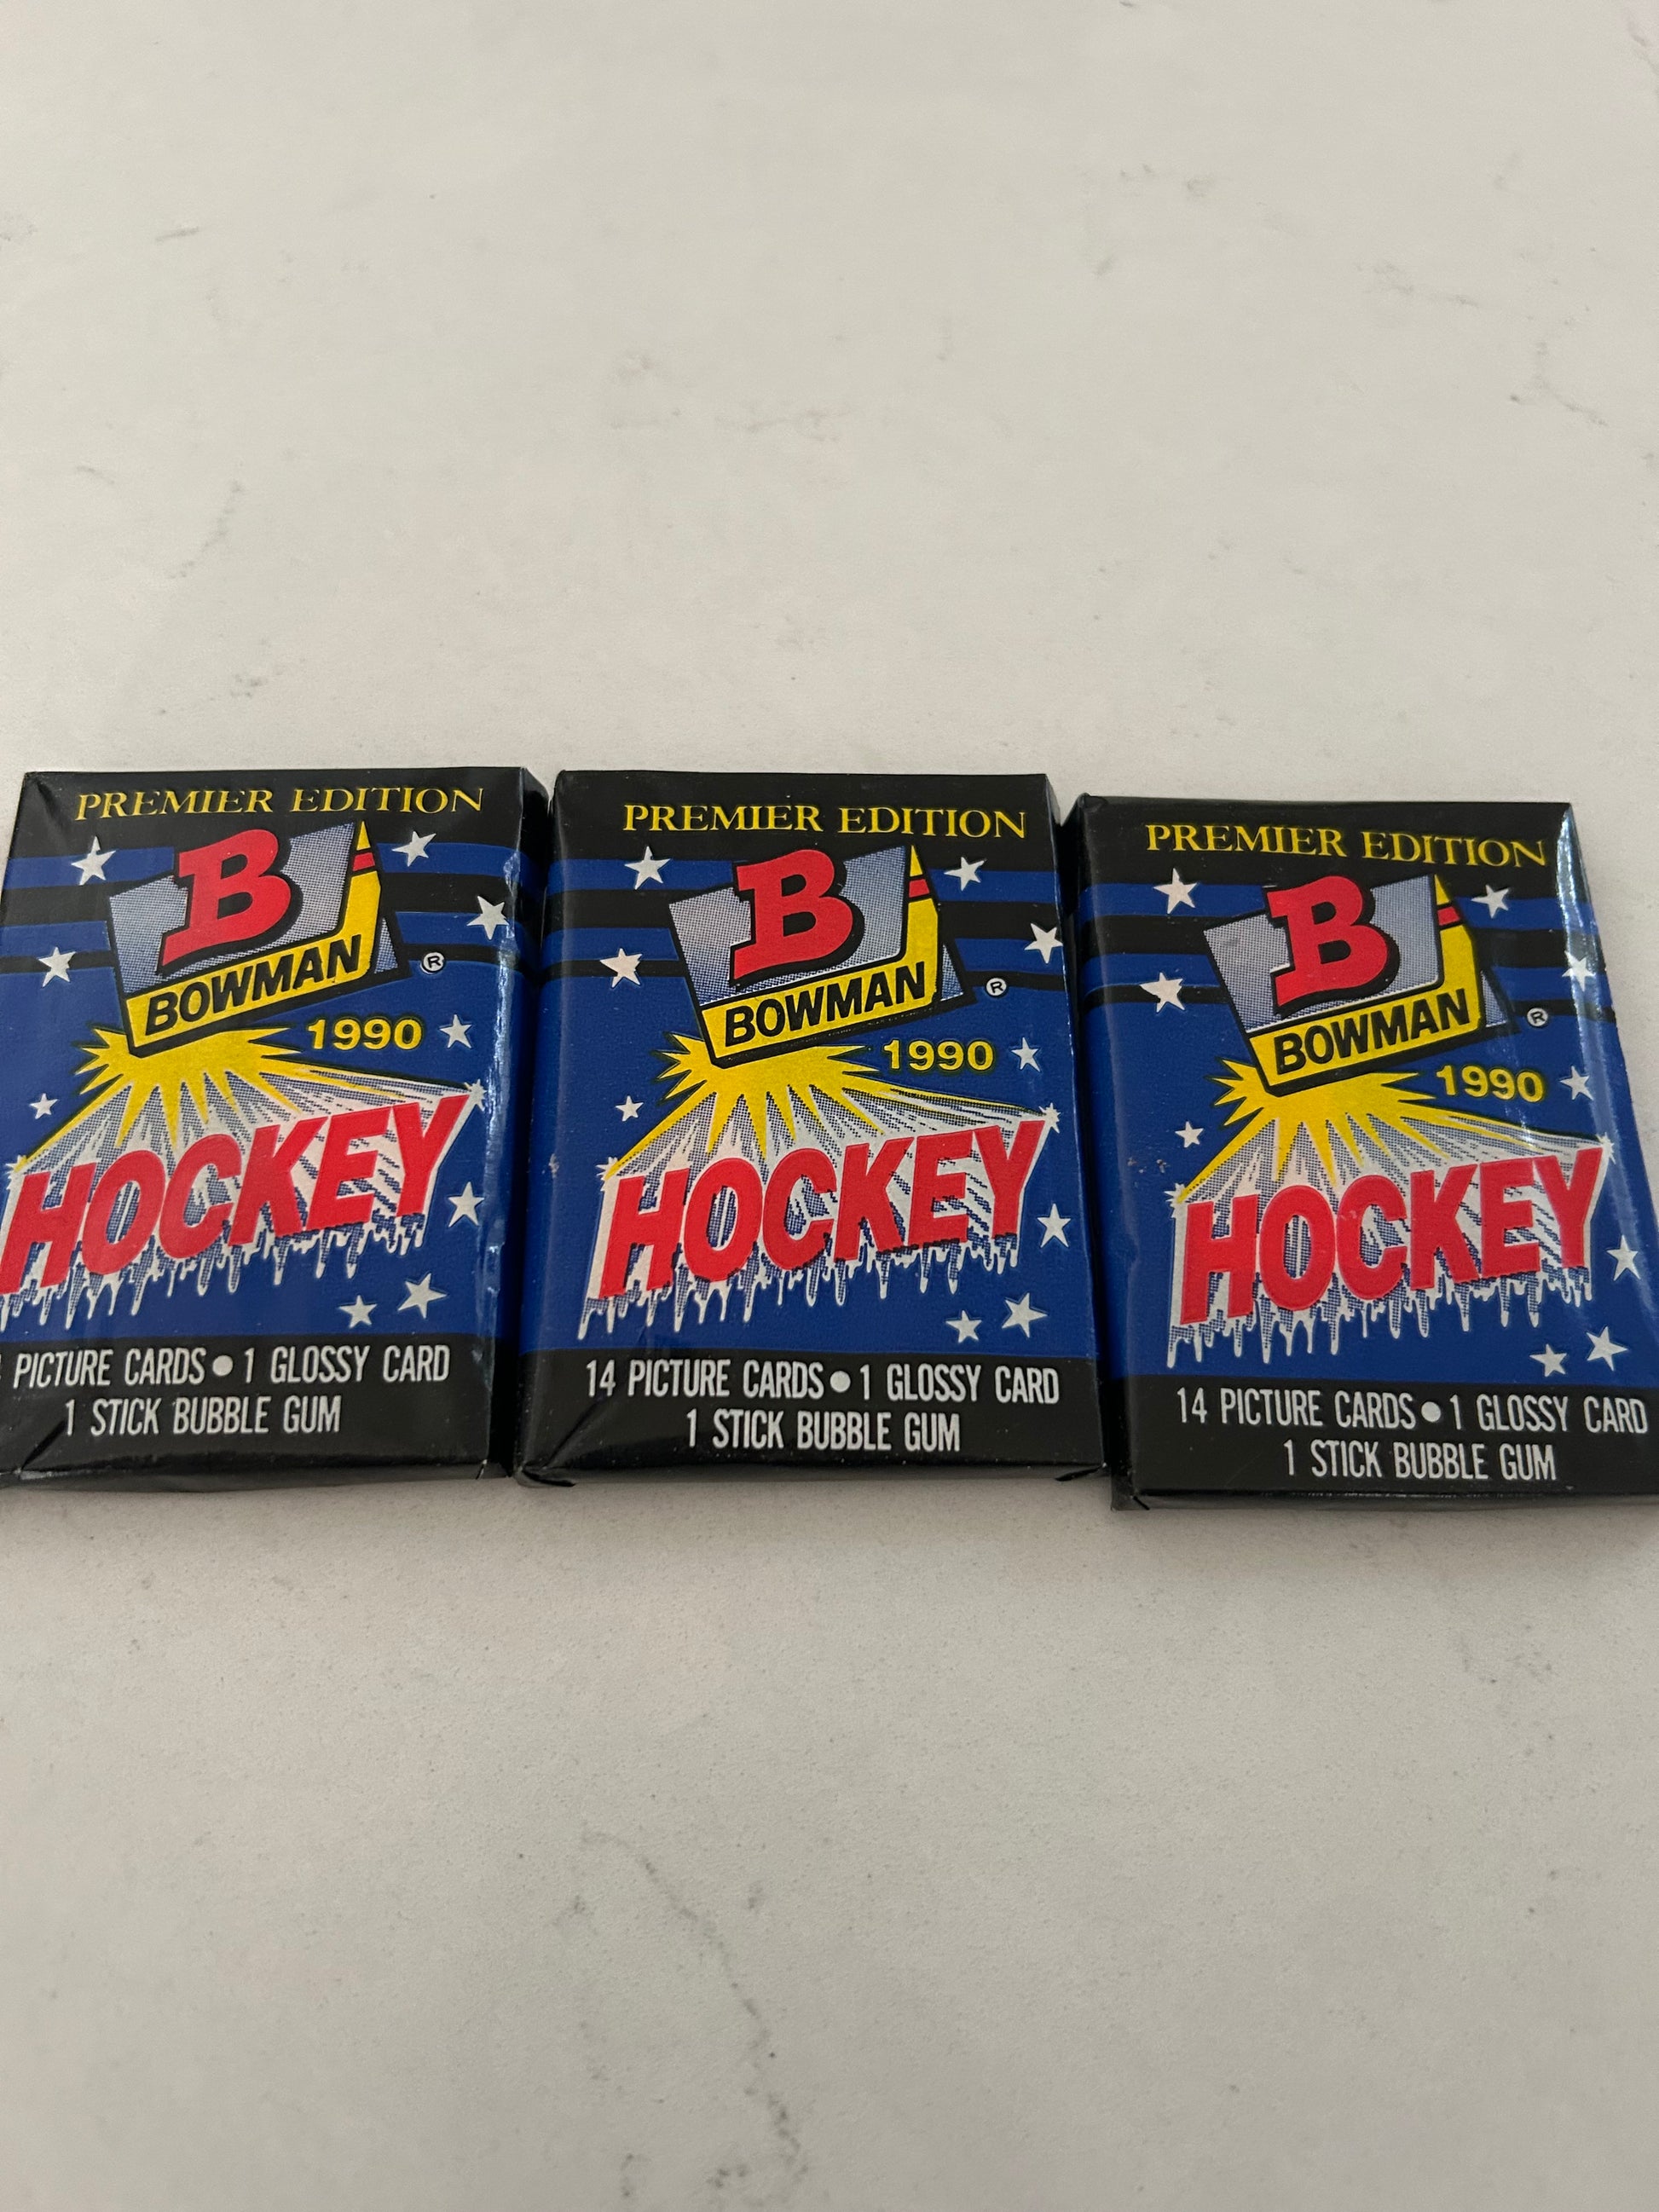 PREMIER EDITION
B
BOWMAN®
1990
HOCKEY
PICTURE CARDS • 1 GLOSSY CARD
1 STICK BUBBLE GUM
PREMIER EDITION
B
BOWMAN®
1990
HOCKEY
14 PICTURE CARDS • 1 GLOSSY CARD
1 STICK BUBBLE GUM
PREMIER EDITION
B
BOWMAN®
1990
HOCKEY
14 PICTURE CARDS • 1 GLOSSY CARD
1 STICK BUBBLE GUM